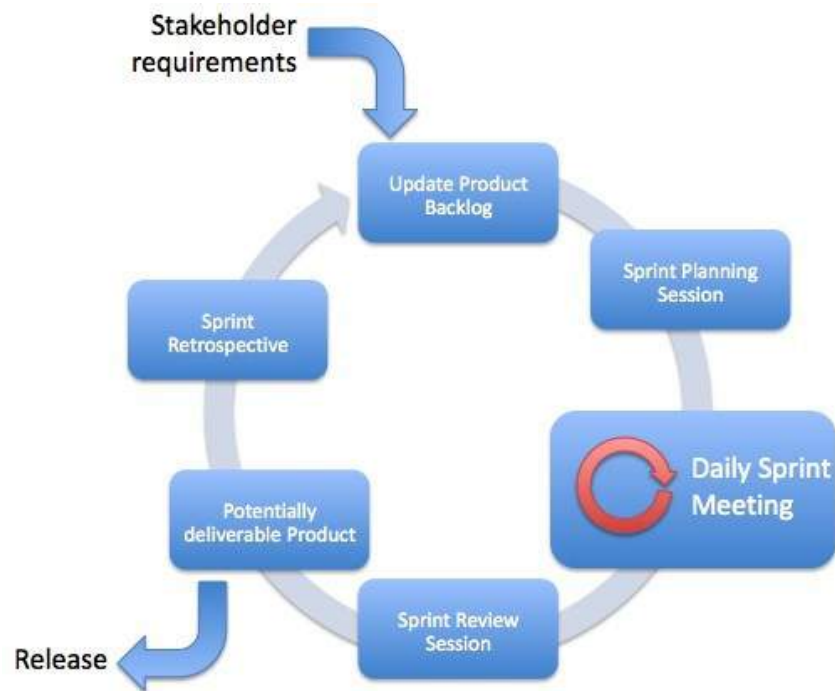 Stakeholder
requirements
Update Product
Backlog
Sprint Planning
Session
Daily Sprint
Meeting
Sprint Review
Session
Potentially
deliverable Product
Release
Sprint
Retrospective